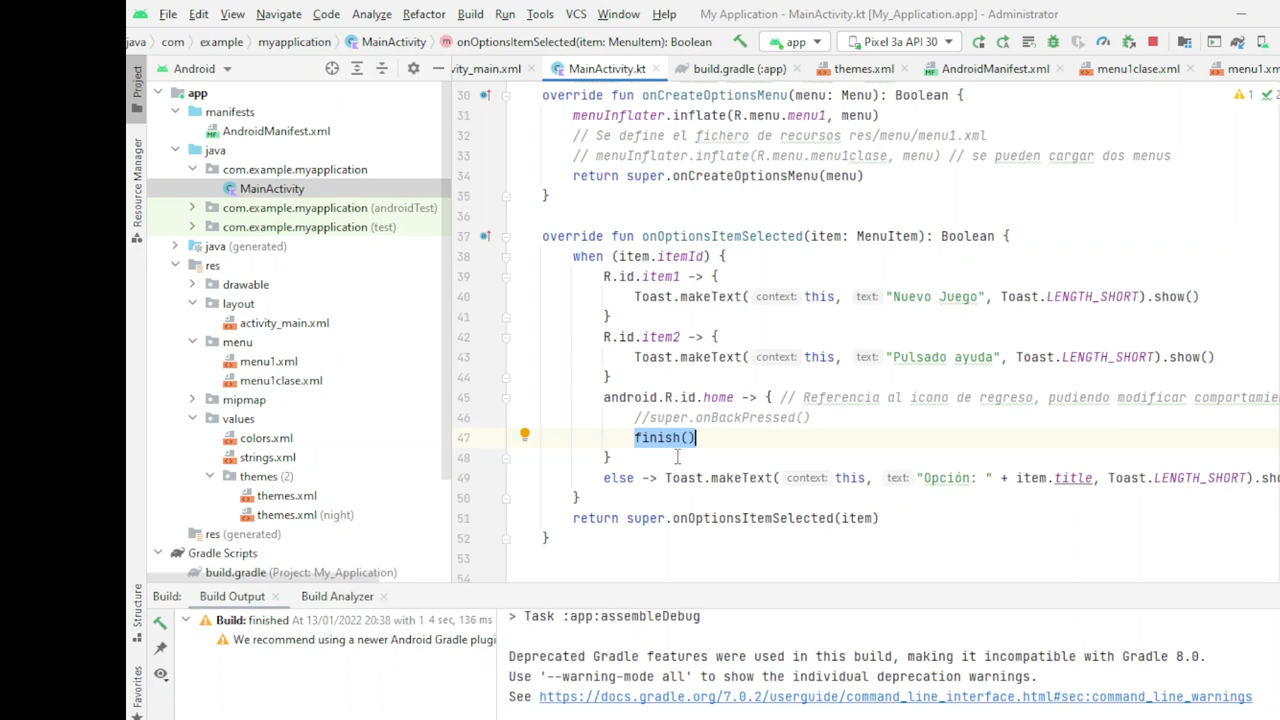 File Edit View Navigate Code Analyze Refactor Build Run Tools VCS Window Help My Application - MainActivity.kt [My_Application.app] - Administrator
java com example myapplication MainActivity onOptionsItemSelected(item: MenuItem): Boolean app Pixel 3a API 30
Project
Resource Manager
Structure
Favorites
Android
vity_main.xml MainActivity.kt build.gradle (:app) themes.xml AndroidManifest.xml menu1clase.xml menu1.xm
app
manifests
AndroidManifest.xml
java
com.example.myapplication
MainActivity
com.example.myapplication (androidTest)
com.example.myapplication (test)
java (generated)
res
drawable
layout
activity_main.xml
menu
menu1.xml
menu1clase.xml
mipmap
values
colors.xml
strings.xml
themes (2)
themes.xml
themes.xml (night)
res (generated)
Gradle Scripts
build.gradle (Project: My_Application)
1 2
30 override fun onCreateOptionsMenu(menu: Menu): Boolean {
31 menuInflater.inflate(R.menu.menu1, menu)
32 // Se define el fichero de recursos res/menu/menu1.xml
33 // menuInflater.inflate(R.menu.menu1clase, menu) // se pueden cargar dos menus
34 return super.onCreateOptionsMenu(menu)
35 }
36
37 override fun onOptionsItemSelected(item: MenuItem): Boolean {
38 when (item.itemId) {
39 R.id.item1 -> {
40 Toast.makeText( context: this, text: "Nuevo Juego", Toast.LENGTH_SHORT).show()
41 }
42 R.id.item2 -> {
43 Toast.makeText( context: this, text: "Pulsado ayuda", Toast.LENGTH_SHORT).show()
44 }
45 android.R.id.home -> { // Referencia al icono de regreso, pudiendo modificar comportamie
46 //super.onBackPressed()
47 finish()
48 }
49 else -> Toast.makeText( context: this, text: "Opción: " + item.title, Toast.LENGTH_SHORT).sho
50 }
51 return super.onOptionsItemSelected(item)
52 }
53
54
Build: Build Output Build Analyzer
Build: finished At 13/01/2022 20:38 with 1 4 sec, 136 ms
We recommend using a newer Android Gradle plugi
> Task :app:assembleDebug
Deprecated Gradle features were used in this build, making it incompatible with Gradle 8.0.
Use '--warning-mode all' to show the individual deprecation warnings.
See https://docs.gradle.org/7.0.2/userguide/command_line_interface.html#sec:command_line_warnings